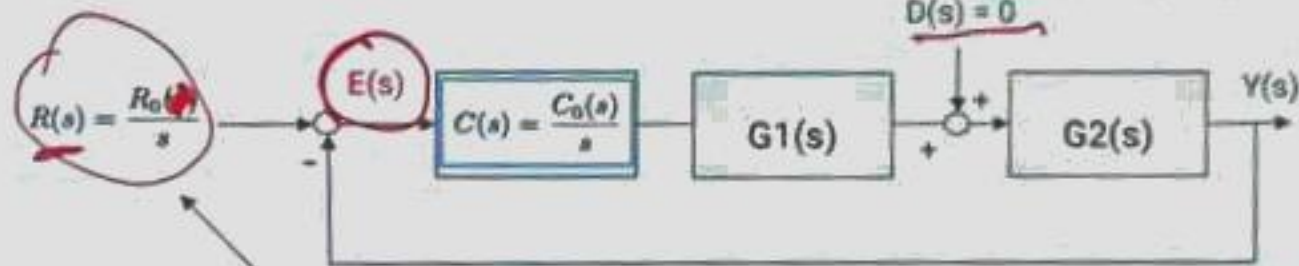 D(s) = 0
R(s) = R₀( )/s
E(s)
C(s) = C₀(s)/s
G1(s)
G2(s)
Y(s)
-
+
+